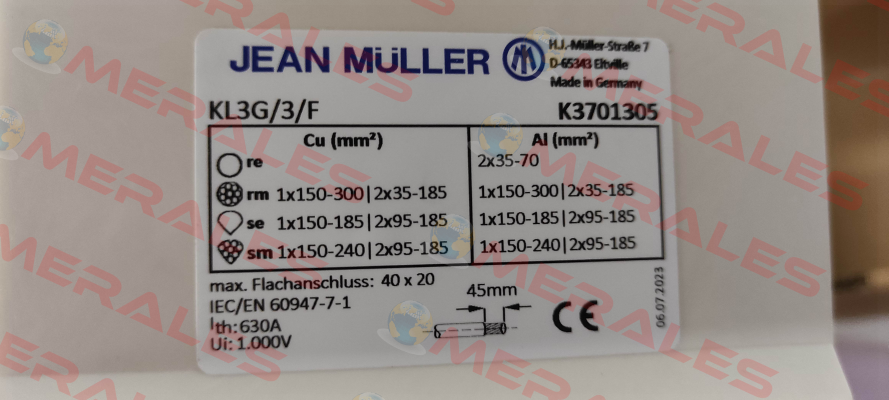 JEAN MÜLLER
H.J.-Müller-Straße 7
D-65343 Eltville
Made in Germany
KL3G/3/F K3701305
Cu (mm²) Al (mm²)
re 2x35-70
rm 1x150-300|2x35-185 1x150-300|2x35-185
se 1x150-185|2x95-185 1x150-185|2x95-185
sm 1x150-240|2x95-185 1x150-240|2x95-185
max. Flachanschluss: 40 x 20
IEC/EN 60947-7-1
Ith:630A
Ui: 1.000V
45mm
CE
06.07.2023
OMERALES
OMERALES
OMERALES